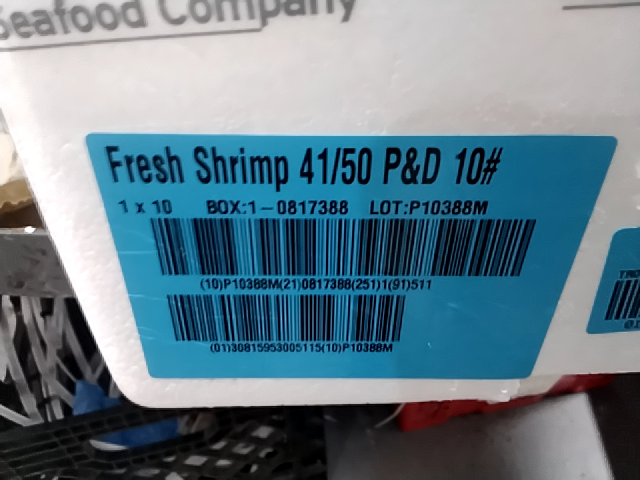 Seafood Company
Fresh Shrimp 41/50 P&D 10#
1 x 10 BOX:1-0817388 LOT:P10388M
(10)P10388M(21)0817388(251)1(91)511
(01)30815953005115(10)P10388M